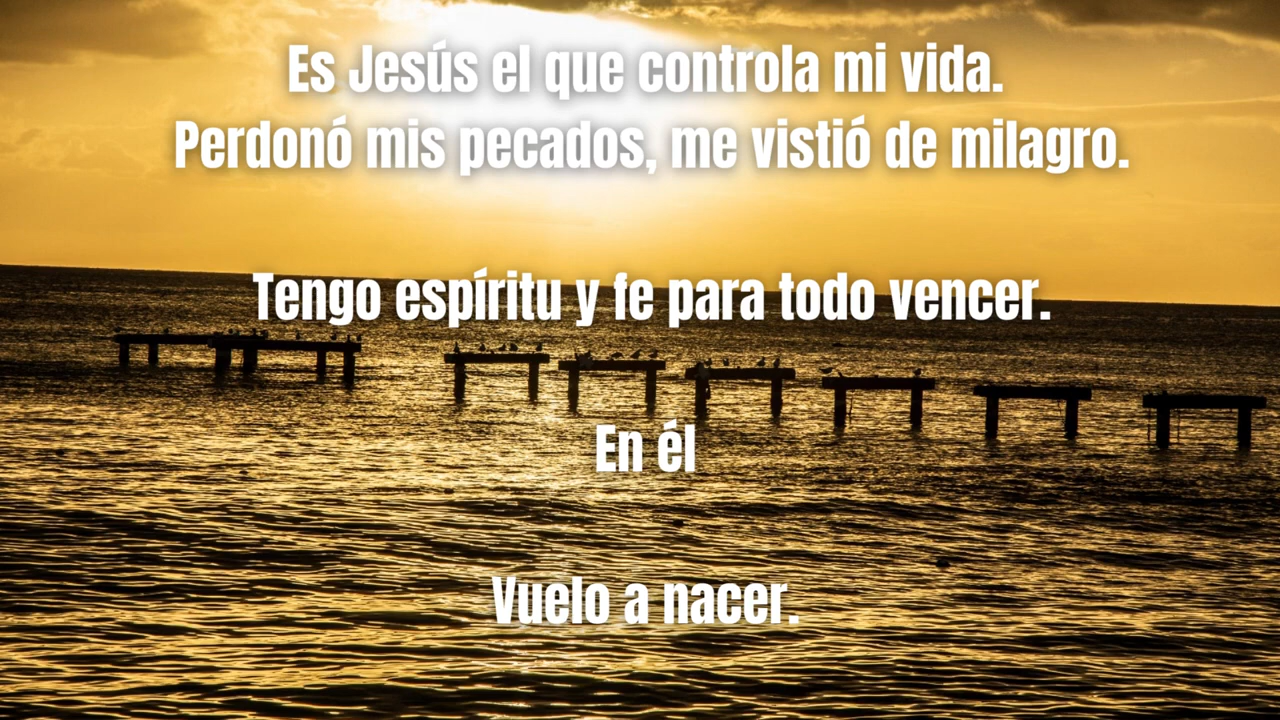 Es Jesús el que controla mi vida.
Perdonó mis pecados, me vistió de milagro.
Tengo espíritu y fe para todo vencer.
En él
Vuelo a nacer.